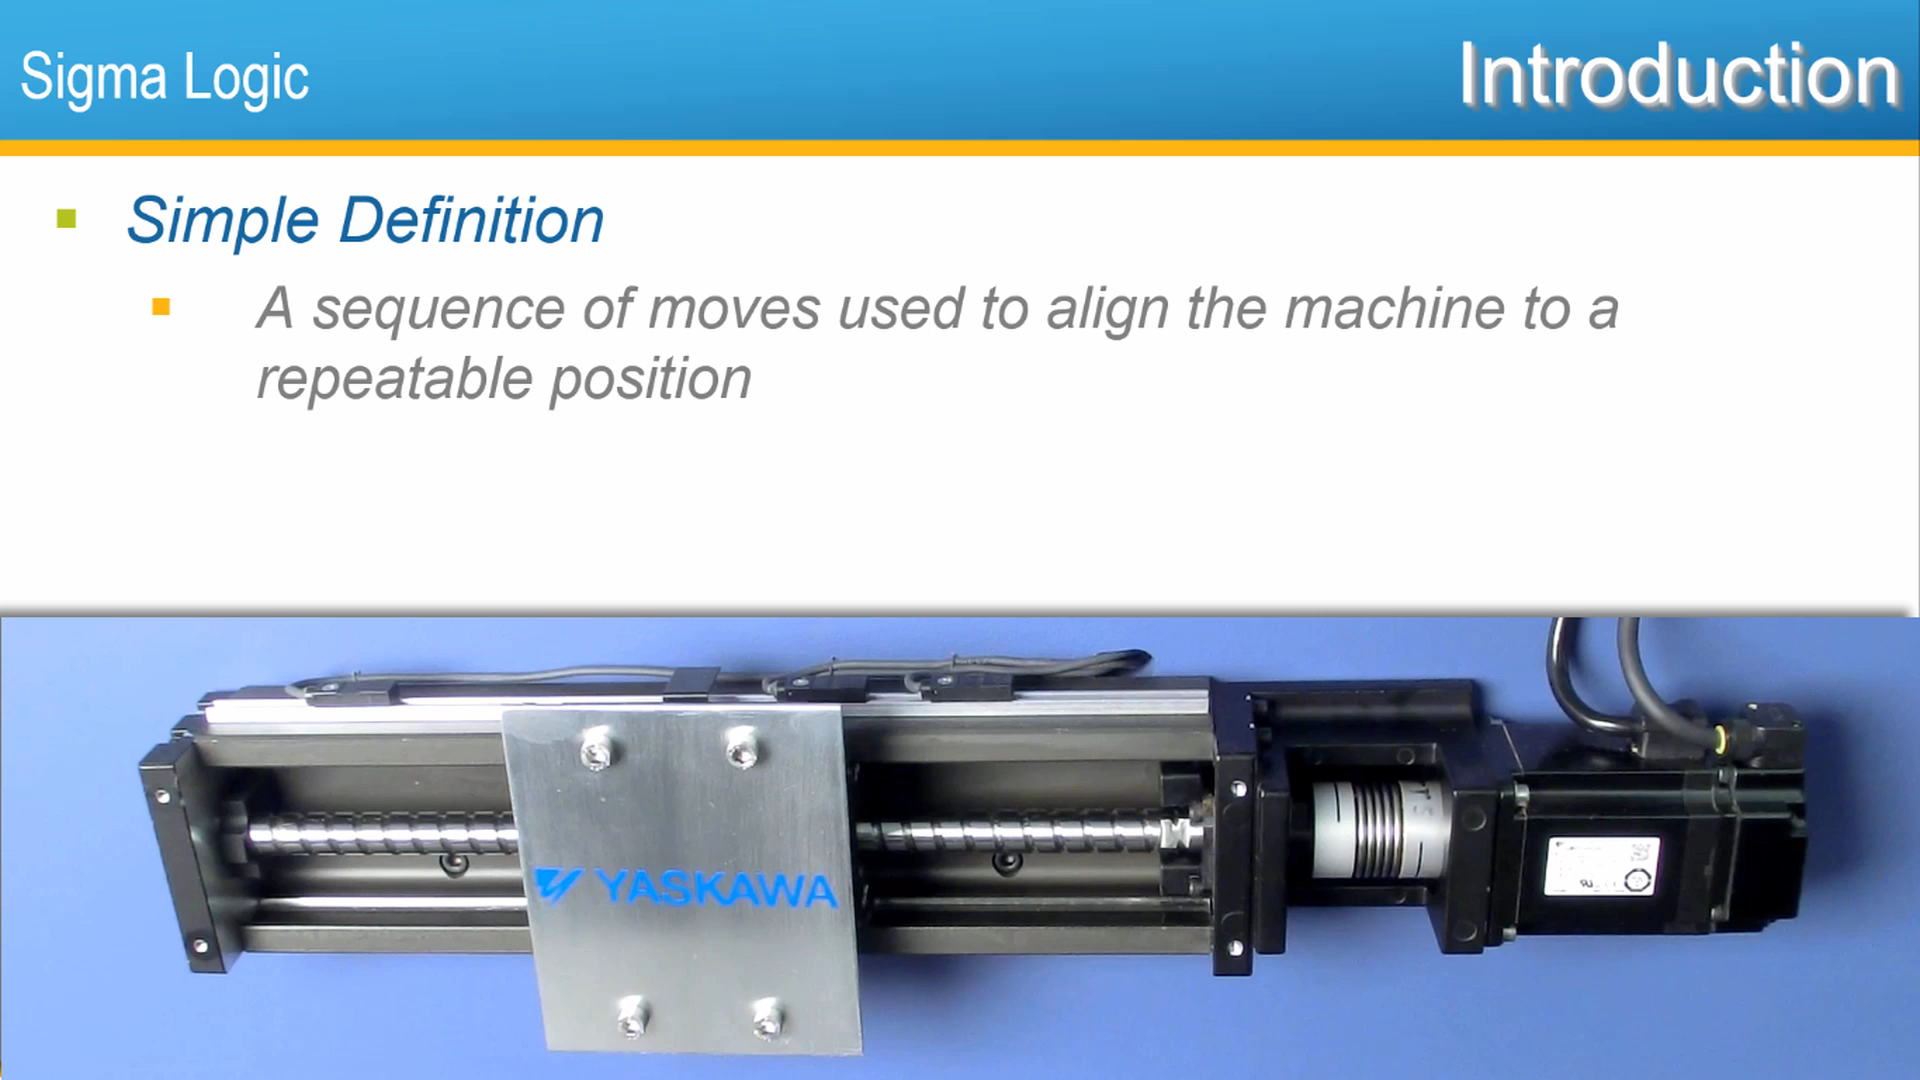 Sigma Logic
Introduction
Simple Definition
A sequence of moves used to align the machine to a
repeatable position
YASKAWA